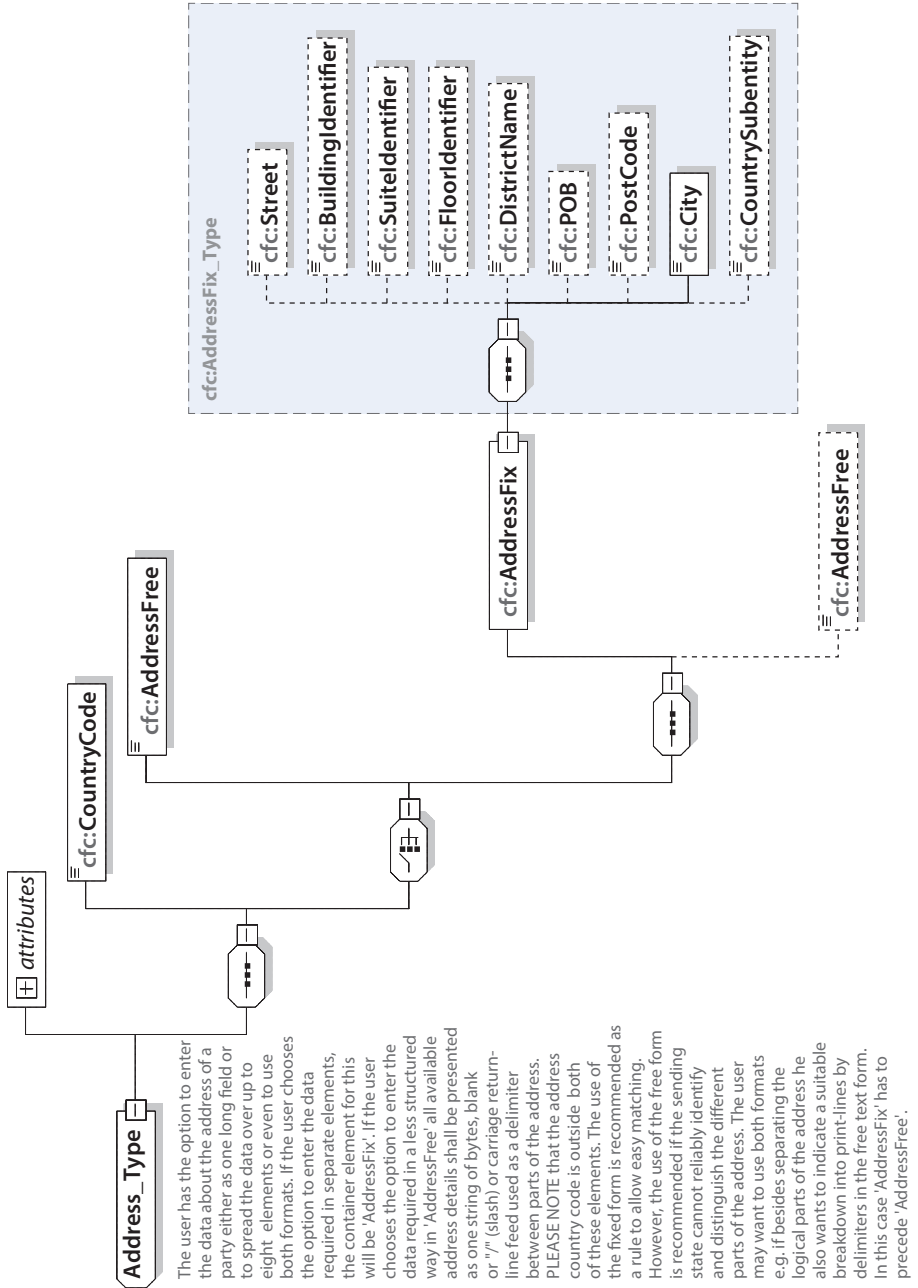 Address_Type
attributes
cfc:CountryCode
cfc:AddressFree
cfc:AddressFix
cfc:AddressFix_Type
cfc:Street
cfc:BuildingIdentifier
cfc:SuiteIdentifier
cfc:FloorIdentifier
cfc:DistrictName
cfc:POB
cfc:PostCode
cfc:City
cfc:CountrySubentity
cfc:AddressFree
The user has the option to enter
the data about the address of a
party either as one long field or
to spread the data over up to
eight elements or even to use
both formats. If the user chooses
the option to enter the data
required in separate elements,
the container element for this
will be 'AddressFix'. If the user
chooses the option to enter the
data required in a less structured
way in 'AddressFree' all available
address details shall be presented
as one string of bytes, blank
or "/" (slash) or carriage return-
line feed used as a delimiter
between parts of the address.
PLEASE NOTE that the address
country code is outside both
of these elements. The use of
the fixed form is recommended as
a rule to allow easy matching.
However, the use of the free form
is recommended if the sending
state cannot reliably identify
and distinguish the different
parts of the address. The user
may want to use both formats
e.g. if besides separating the
logical parts of the address he
also wants to indicate a suitable
breakdown into print-lines by
delimiters in the free text form.
In this case 'AddressFix' has to
precede 'AddressFree'.